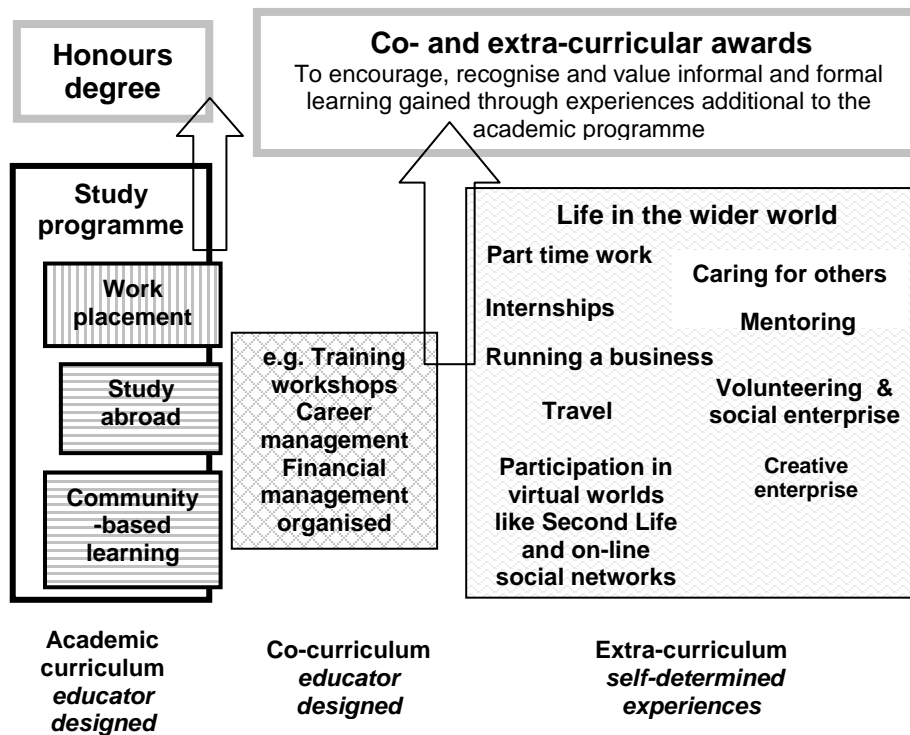 Honours
degree
Co- and extra-curricular awards
To encourage, recognise and value informal and formal
learning gained through experiences additional to the
academic programme
Study
programme
Work
placement
Study
abroad
Community
-based
learning
e.g. Training
workshops
Career
management
Financial
management
organised
Life in the wider world
Part time work
Internships
Running a business
Travel
Participation in
virtual worlds
like Second Life
and on-line
social networks
Caring for others
Mentoring
Volunteering &
social enterprise
Creative
enterprise
Academic
curriculum
educator
designed
Co-curriculum
educator
designed
Extra-curriculum
self-determined
experiences